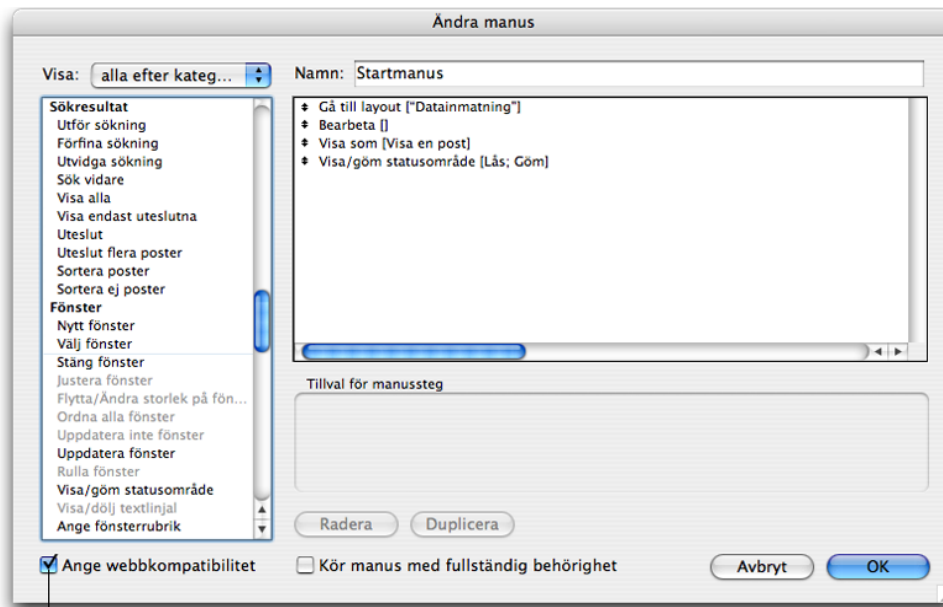 Ändra manus
Visa: alla efter kateg...
Sökresultat
Utför sökning
Förfina sökning
Utvidga sökning
Sök vidare
Visa alla
Visa endast uteslutna
Uteslut
Uteslut flera poster
Sortera poster
Sortera ej poster
Fönster
Nytt fönster
Välj fönster
Stäng fönster
Justera fönster
Flytta/Ändra storlek på fön...
Ordna alla fönster
Uppdatera inte fönster
Uppdatera fönster
Rulla fönster
Visa/göm statusområde
Visa/dölj textlinjal
Ange fönsterrubrik
Namn: Startmanus
Gå till layout ["Datainmatning"]
Bearbeta []
Visa som [Visa en post]
Visa/göm statusområde [Lås; Göm]
Tillval för manussteg
Radera Duplicera
Ange webbkompatibilitet
Kör manus med fullständig behörighet
Avbryt OK